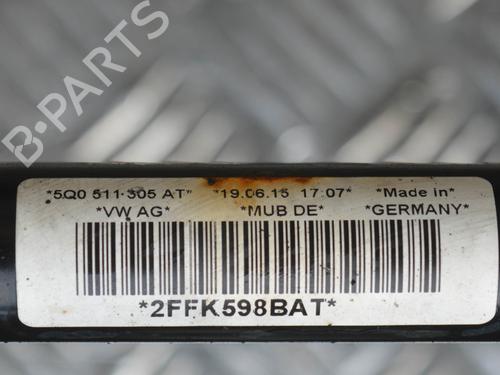 B-PARTS
*5Q0 511 305 AT* *19.06.15 17:07* *Made in*
*VW AG* *MUB DE* *GERMANY*
*2FFK598BAT*